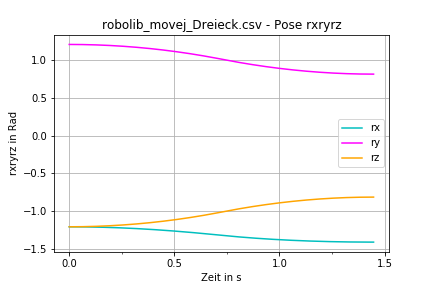 robolib_movej_Dreieck.csv - Pose rxryrz
rxryrz in Rad
1.0
0.5
0.0
−0.5
−1.0
−1.5
rx
ry
rz
0.0
0.5
1.0
1.5
Zeit in s